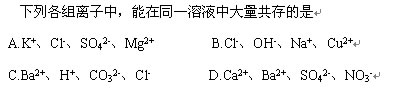 下列各组离子中，能在同一溶液中大量共存的是↵
A.K⁺、Cl⁻、SO₄²⁻、Mg²⁺ B.Cl⁻、OH⁻、Na⁺、Cu²⁺↵
C.Ba²⁺、H⁺、CO₃²⁻、Cl⁻ D.Ca²⁺、Ba²⁺、SO₄²⁻、NO₃⁻↵